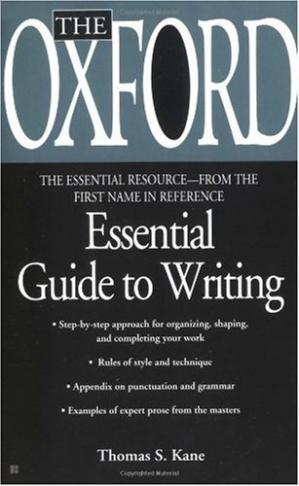 THE
OXFORD
THE ESSENTIAL RESOURCE—FROM THE
FIRST NAME IN REFERENCE
Essential
Guide to Writing
• Step-by-step approach for organizing, shaping,
and completing your work
• Rules of style and technique
• Appendix on punctuation and grammar
• Examples of expert prose from the masters
Thomas S. Kane